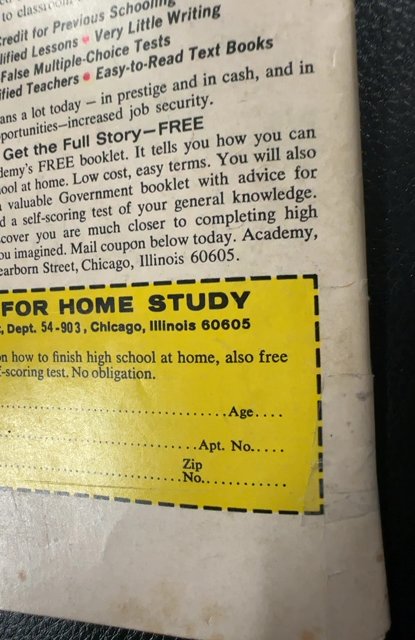 to classroom
Credit for Previous Schooling
lified Lessons • Very Little Writing
False Multiple-Choice Tests
ified Teachers • Easy-to-Read Text Books
ans a lot today — in prestige and in cash, and in
portunities—increased job security.
Get the Full Story—FREE
demy's FREE booklet. It tells you how you can
ool at home. Low cost, easy terms. You will also
valuable Government booklet with advice for
d a self-scoring test of your general knowledge.
cover you are much closer to completing high
ou imagined. Mail coupon below today. Academy,
earborn Street, Chicago, Illinois 60605.
FOR HOME STUDY
, Dept. 54-903, Chicago, Illinois 60605
on how to finish high school at home, also free
f-scoring test. No obligation.
Age....
Apt. No.....
Zip
No............